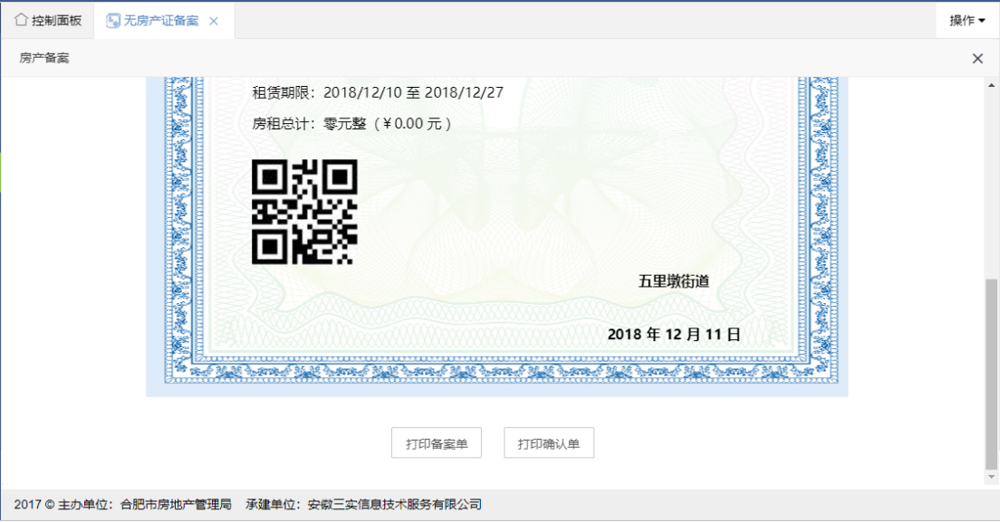 控制面板 无房产证备案 × 操作
房产备案 ×
租赁期限：2018/12/10 至 2018/12/27
房租总计：零元整（¥0.00 元）
五里墩街道
2018 年 12 月 11 日
打印备案单 打印确认单
2017 © 主办单位：合肥市房地产管理局 承建单位：安徽三实信息技术服务有限公司